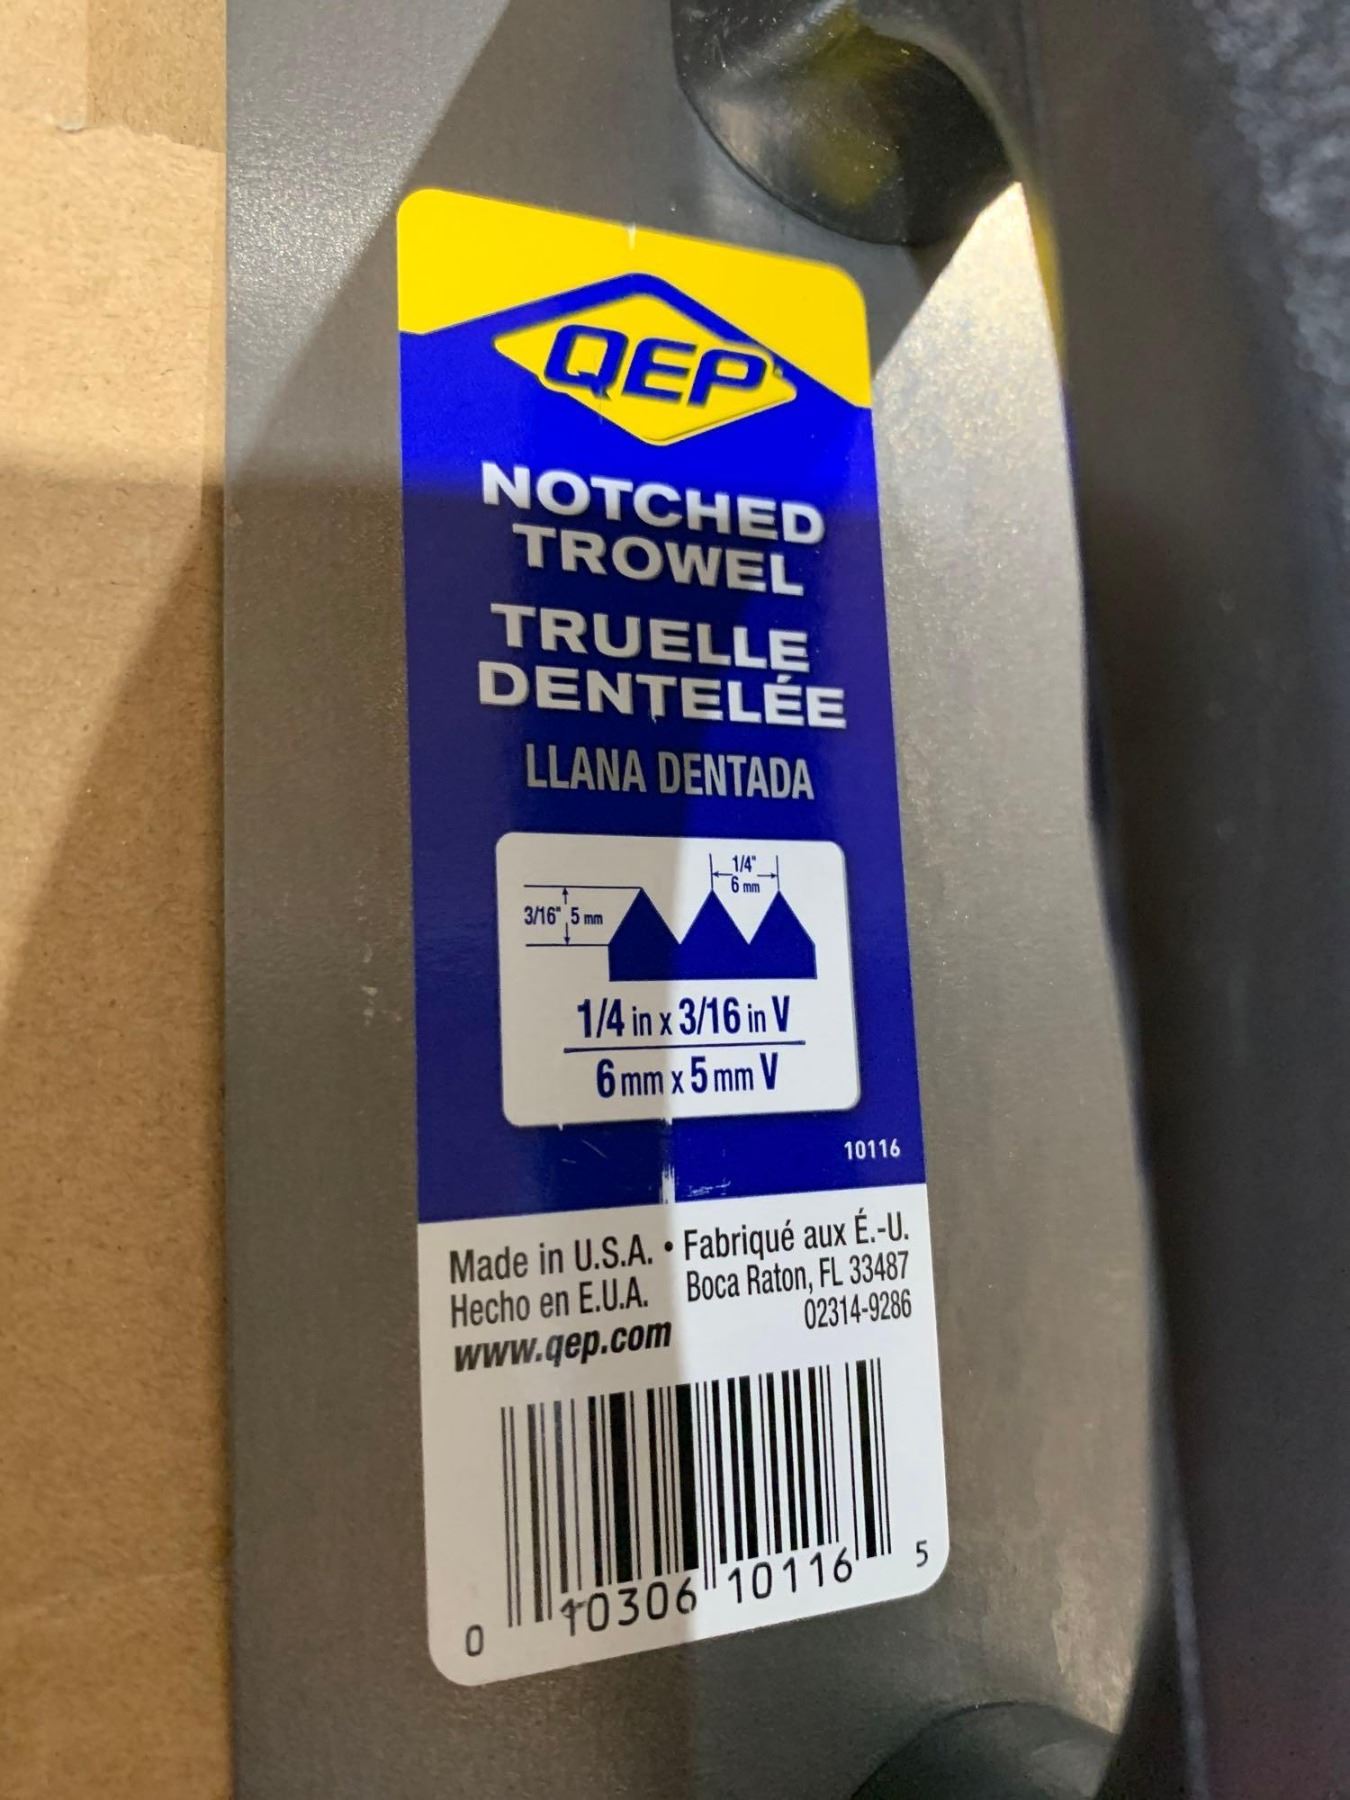 QEP
NOTCHED
TROWEL
TRUELLE
DENTELÉE
LLANA DENTADA
1/4"
6 mm
3/16" 5 mm
1/4 in x 3/16 in V
6 mm x 5 mm V
10116
Made in U.S.A. • Fabriqué aux É.-U.
Hecho en E.U.A. Boca Raton, FL 33487
www.qep.com 02314-9286
0 10306 10116 5